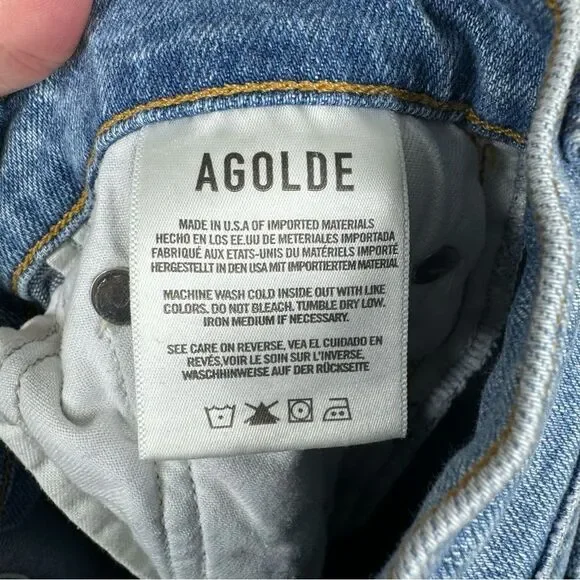 AGOLDE
MADE IN U.S.A OF IMPORTED MATERIALS
HECHO EN LOS EE.UU DE METERIALES IMPORTADA
FABRIQUÉ AUX ETATS-UNIS DU MATÉRIELS IMPORTÉ
HERGESTELLT IN DEN USA MIT IMPORTIERTEM MATERIAL
MACHINE WASH COLD INSIDE OUT WITH LIKE
COLORS. DO NOT BLEACH. TUMBLE DRY LOW.
IRON MEDIUM IF NECESSARY.
SEE CARE ON REVERSE, VEA EL CUIDADO EN
REVÉS,VOIR LE SOIN SUR L'INVERSE,
WASCHHINWEISE AUF DER RÜCKSEITE